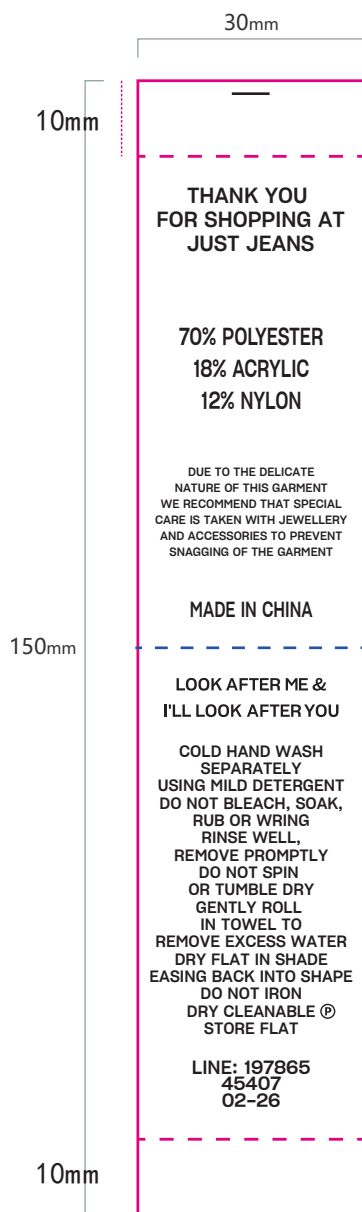 30mm
10mm
THANK YOU
FOR SHOPPING AT
JUST JEANS
70% POLYESTER
18% ACRYLIC
12% NYLON
DUE TO THE DELICATE
NATURE OF THIS GARMENT
WE RECOMMEND THAT SPECIAL
CARE IS TAKEN WITH JEWELLERY
AND ACCESSORIES TO PREVENT
SNAGGING OF THE GARMENT
MADE IN CHINA
150mm
LOOK AFTER ME &
I'LL LOOK AFTER YOU
COLD HAND WASH
SEPARATELY
USING MILD DETERGENT
DO NOT BLEACH, SOAK,
RUB OR WRING
RINSE WELL,
REMOVE PROMPTLY
DO NOT SPIN
OR TUMBLE DRY
GENTLY ROLL
IN TOWEL TO
REMOVE EXCESS WATER
DRY FLAT IN SHADE
EASING BACK INTO SHAPE
DO NOT IRON
DRY CLEANABLE Ⓟ
STORE FLAT
LINE: 197865
45407
02-26
10mm